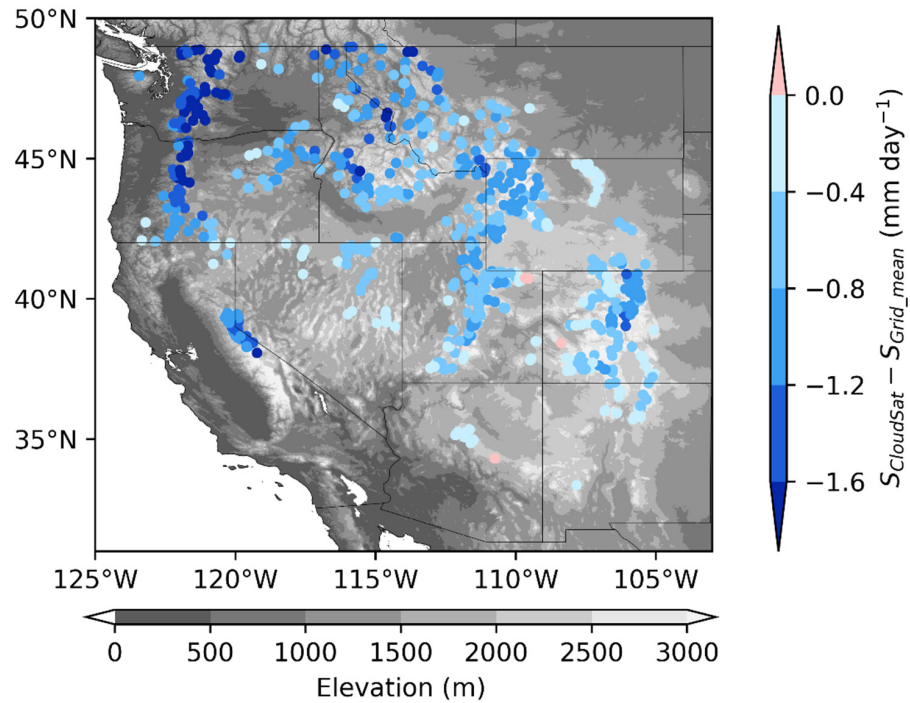 50°N
45°N
40°N
35°N
125°W 120°W 115°W 110°W 105°W
0 500 1000 1500 2000 2500 3000
Elevation (m)
0.0
−0.4
−0.8
−1.2
−1.6
S_CloudSat − S_Grid_mean (mm day⁻¹)